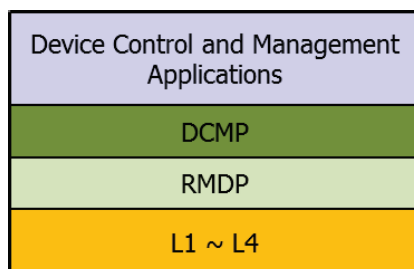 Device Control and Management
Applications
DCMP
RMDP
L1 ~ L4